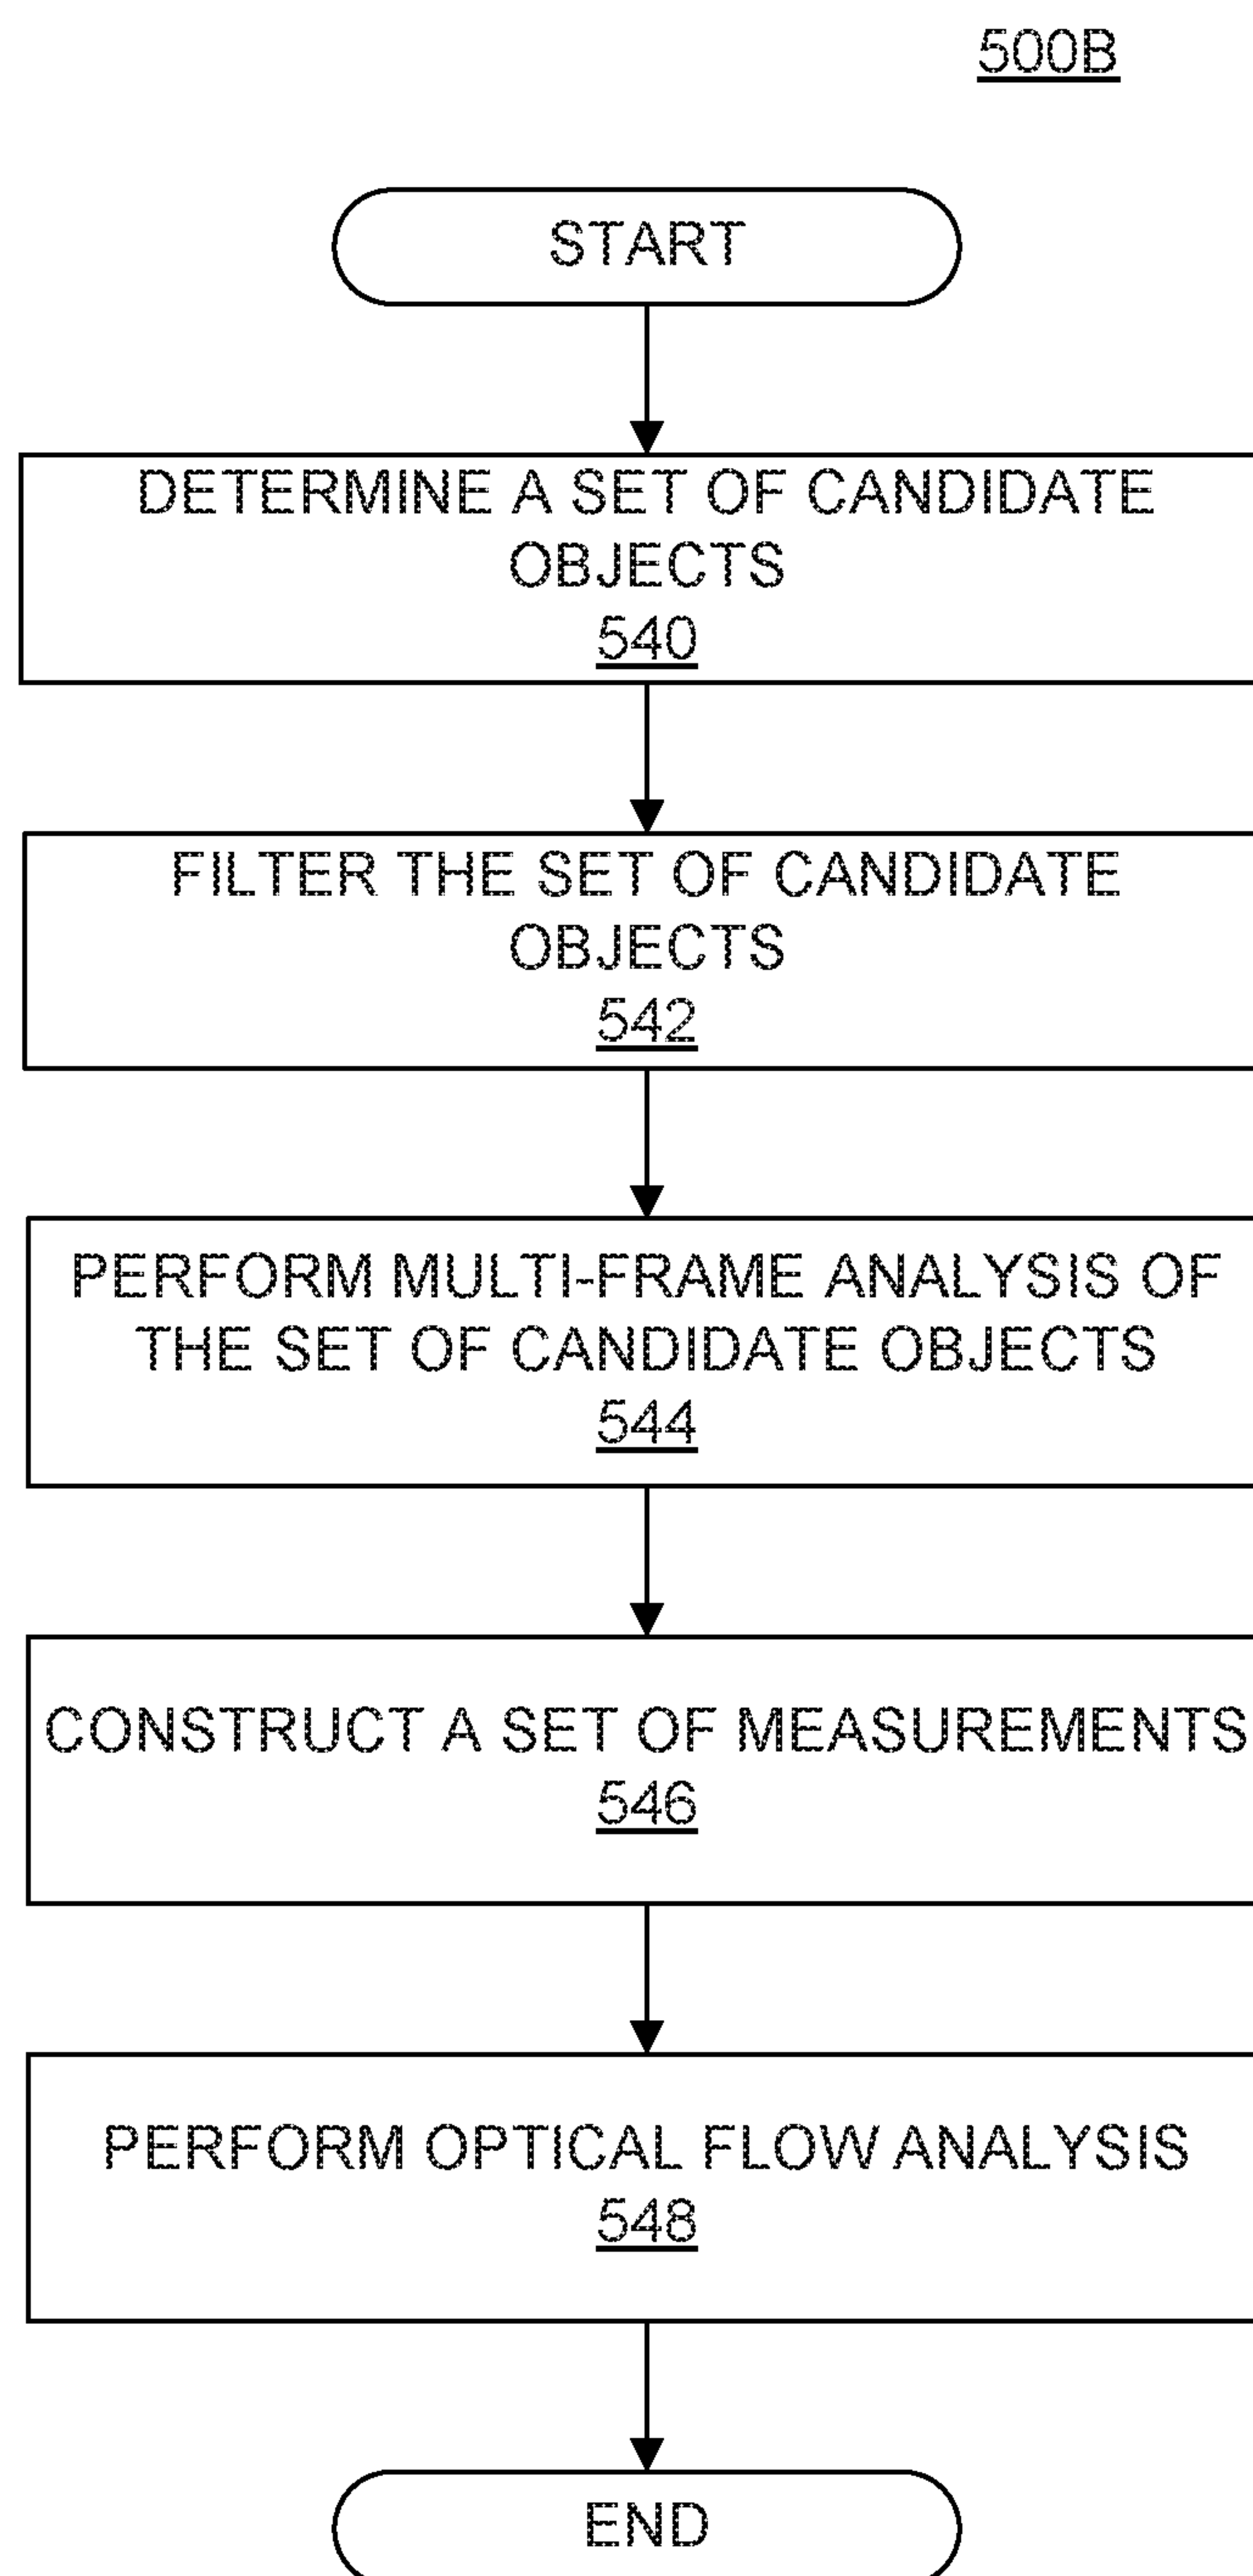 500B
START
DETERMINE A SET OF CANDIDATE
OBJECTS
540
FILTER THE SET OF CANDIDATE
OBJECTS
542
PERFORM MULTI-FRAME ANALYSIS OF
THE SET OF CANDIDATE OBJECTS
544
CONSTRUCT A SET OF MEASUREMENTS
546
PERFORM OPTICAL FLOW ANALYSIS
548
END